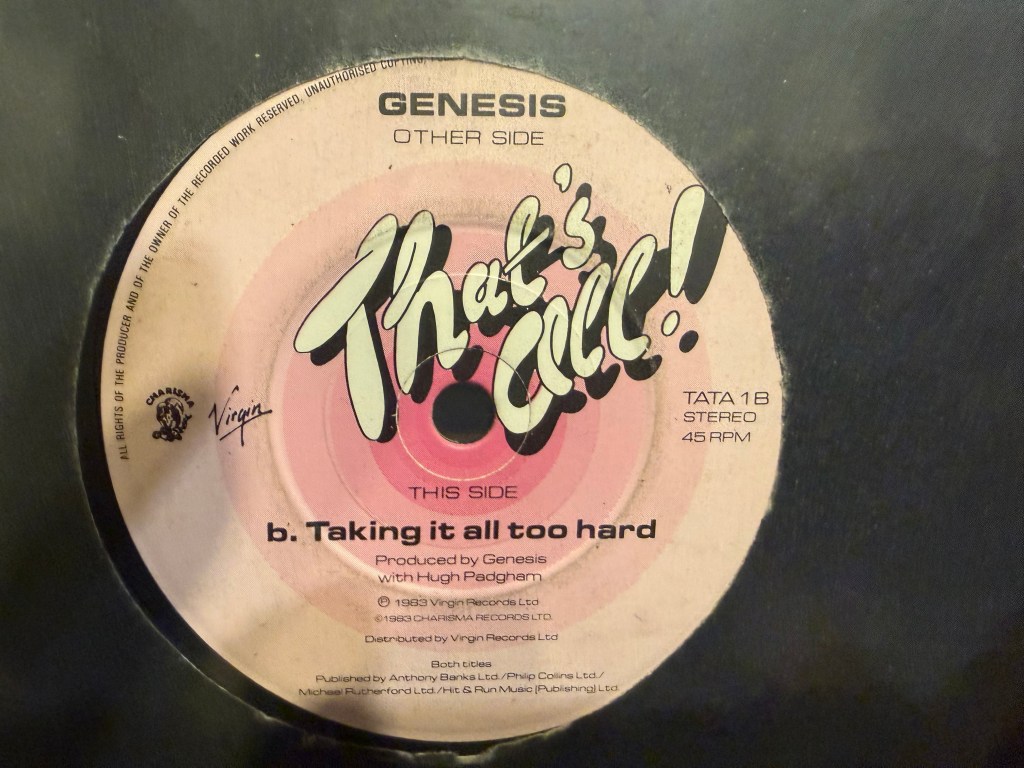 ALL RIGHTS OF THE PRODUCER AND OF THE OWNER OF THE RECORDED WORK RESERVED, UNAUTHORISED COPYING,
GENESIS
OTHER SIDE
That's all!
CHARISMA
Virgin
TATA 1 B
STEREO
45 RPM
THIS SIDE
b. Taking it all too hard
Produced by Genesis
with Hugh Padgham
℗ 1983 Virgin Records Ltd
©1983 CHARISMA RECORDS LTD.
Distributed by Virgin Records Ltd
Both titles
Published by Anthony Banks Ltd./Philip Collins Ltd./
Michael Rutherford Ltd./Hit & Run Music (Publishing) Ltd.